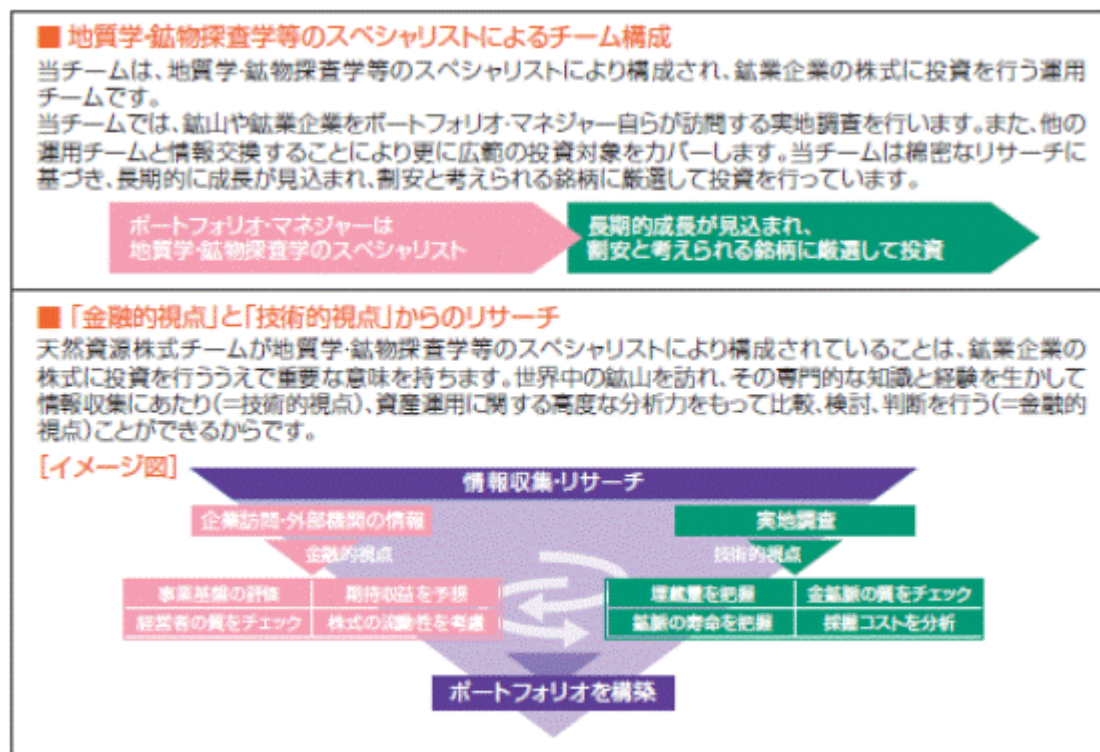 ■ 地質学・鉱物探査学等のスペシャリストによるチーム構成
当チームは、地質学・鉱物探査学等のスペシャリストにより構成され、鉱業企業の株式に投資を行う運用
チームです。
当チームでは、鉱山や鉱業企業をポートフォリオ・マネジャー自らが訪問する実地調査を行います。また、他の
運用チームと情報交換することにより更に広範の投資対象をカバーします。当チームは綿密なリサーチに
基づき、長期的に成長が見込まれ、割安と考えられる銘柄に厳選して投資を行っています。
ポートフォリオ・マネジャーは
地質学・鉱物探査学のスペシャリスト
長期的成長が見込まれ、
割安と考えられる銘柄に厳選して投資
■ 「金融的視点」と「技術的視点」からのリサーチ
天然資源株式チームが地質学・鉱物探査学等のスペシャリストにより構成されていることは、鉱業企業の
株式に投資を行ううえで重要な意味を持ちます。世界中の鉱山を訪れ、その専門的な知識と経験を生かして
情報収集にあたり(=技術的視点)、資産運用に関する高度な分析力をもって比較、検討、判断を行う(=金融的
視点)ことができるからです。
[イメージ図]
情報収集・リサーチ
企業訪問・外部機関の情報
実地調査
金融的視点
技術的視点
事業基盤の評価
期待収益を予想
埋蔵量を把握
金鉱脈の質をチェック
経営者の質をチェック
株式の流動性を考慮
鉱脈の寿命を把握
採掘コストを分析
ポートフォリオを構築